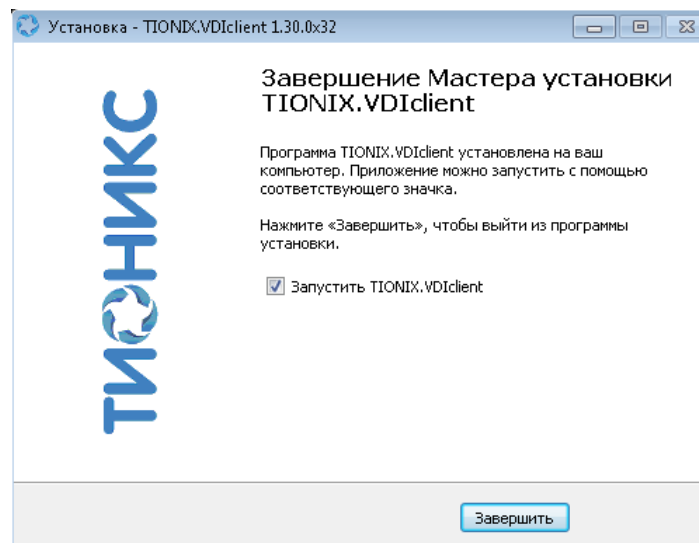 Установка - TIONIX.VDIclient 1.30.0x32
ТИОНИКС
Завершение Мастера установки
TIONIX.VDIclient
Программа TIONIX.VDIclient установлена на ваш
компьютер. Приложение можно запустить с помощью
соответствующего значка.
Нажмите «Завершить», чтобы выйти из программы
установки.
Запустить TIONIX.VDIclient
Завершить